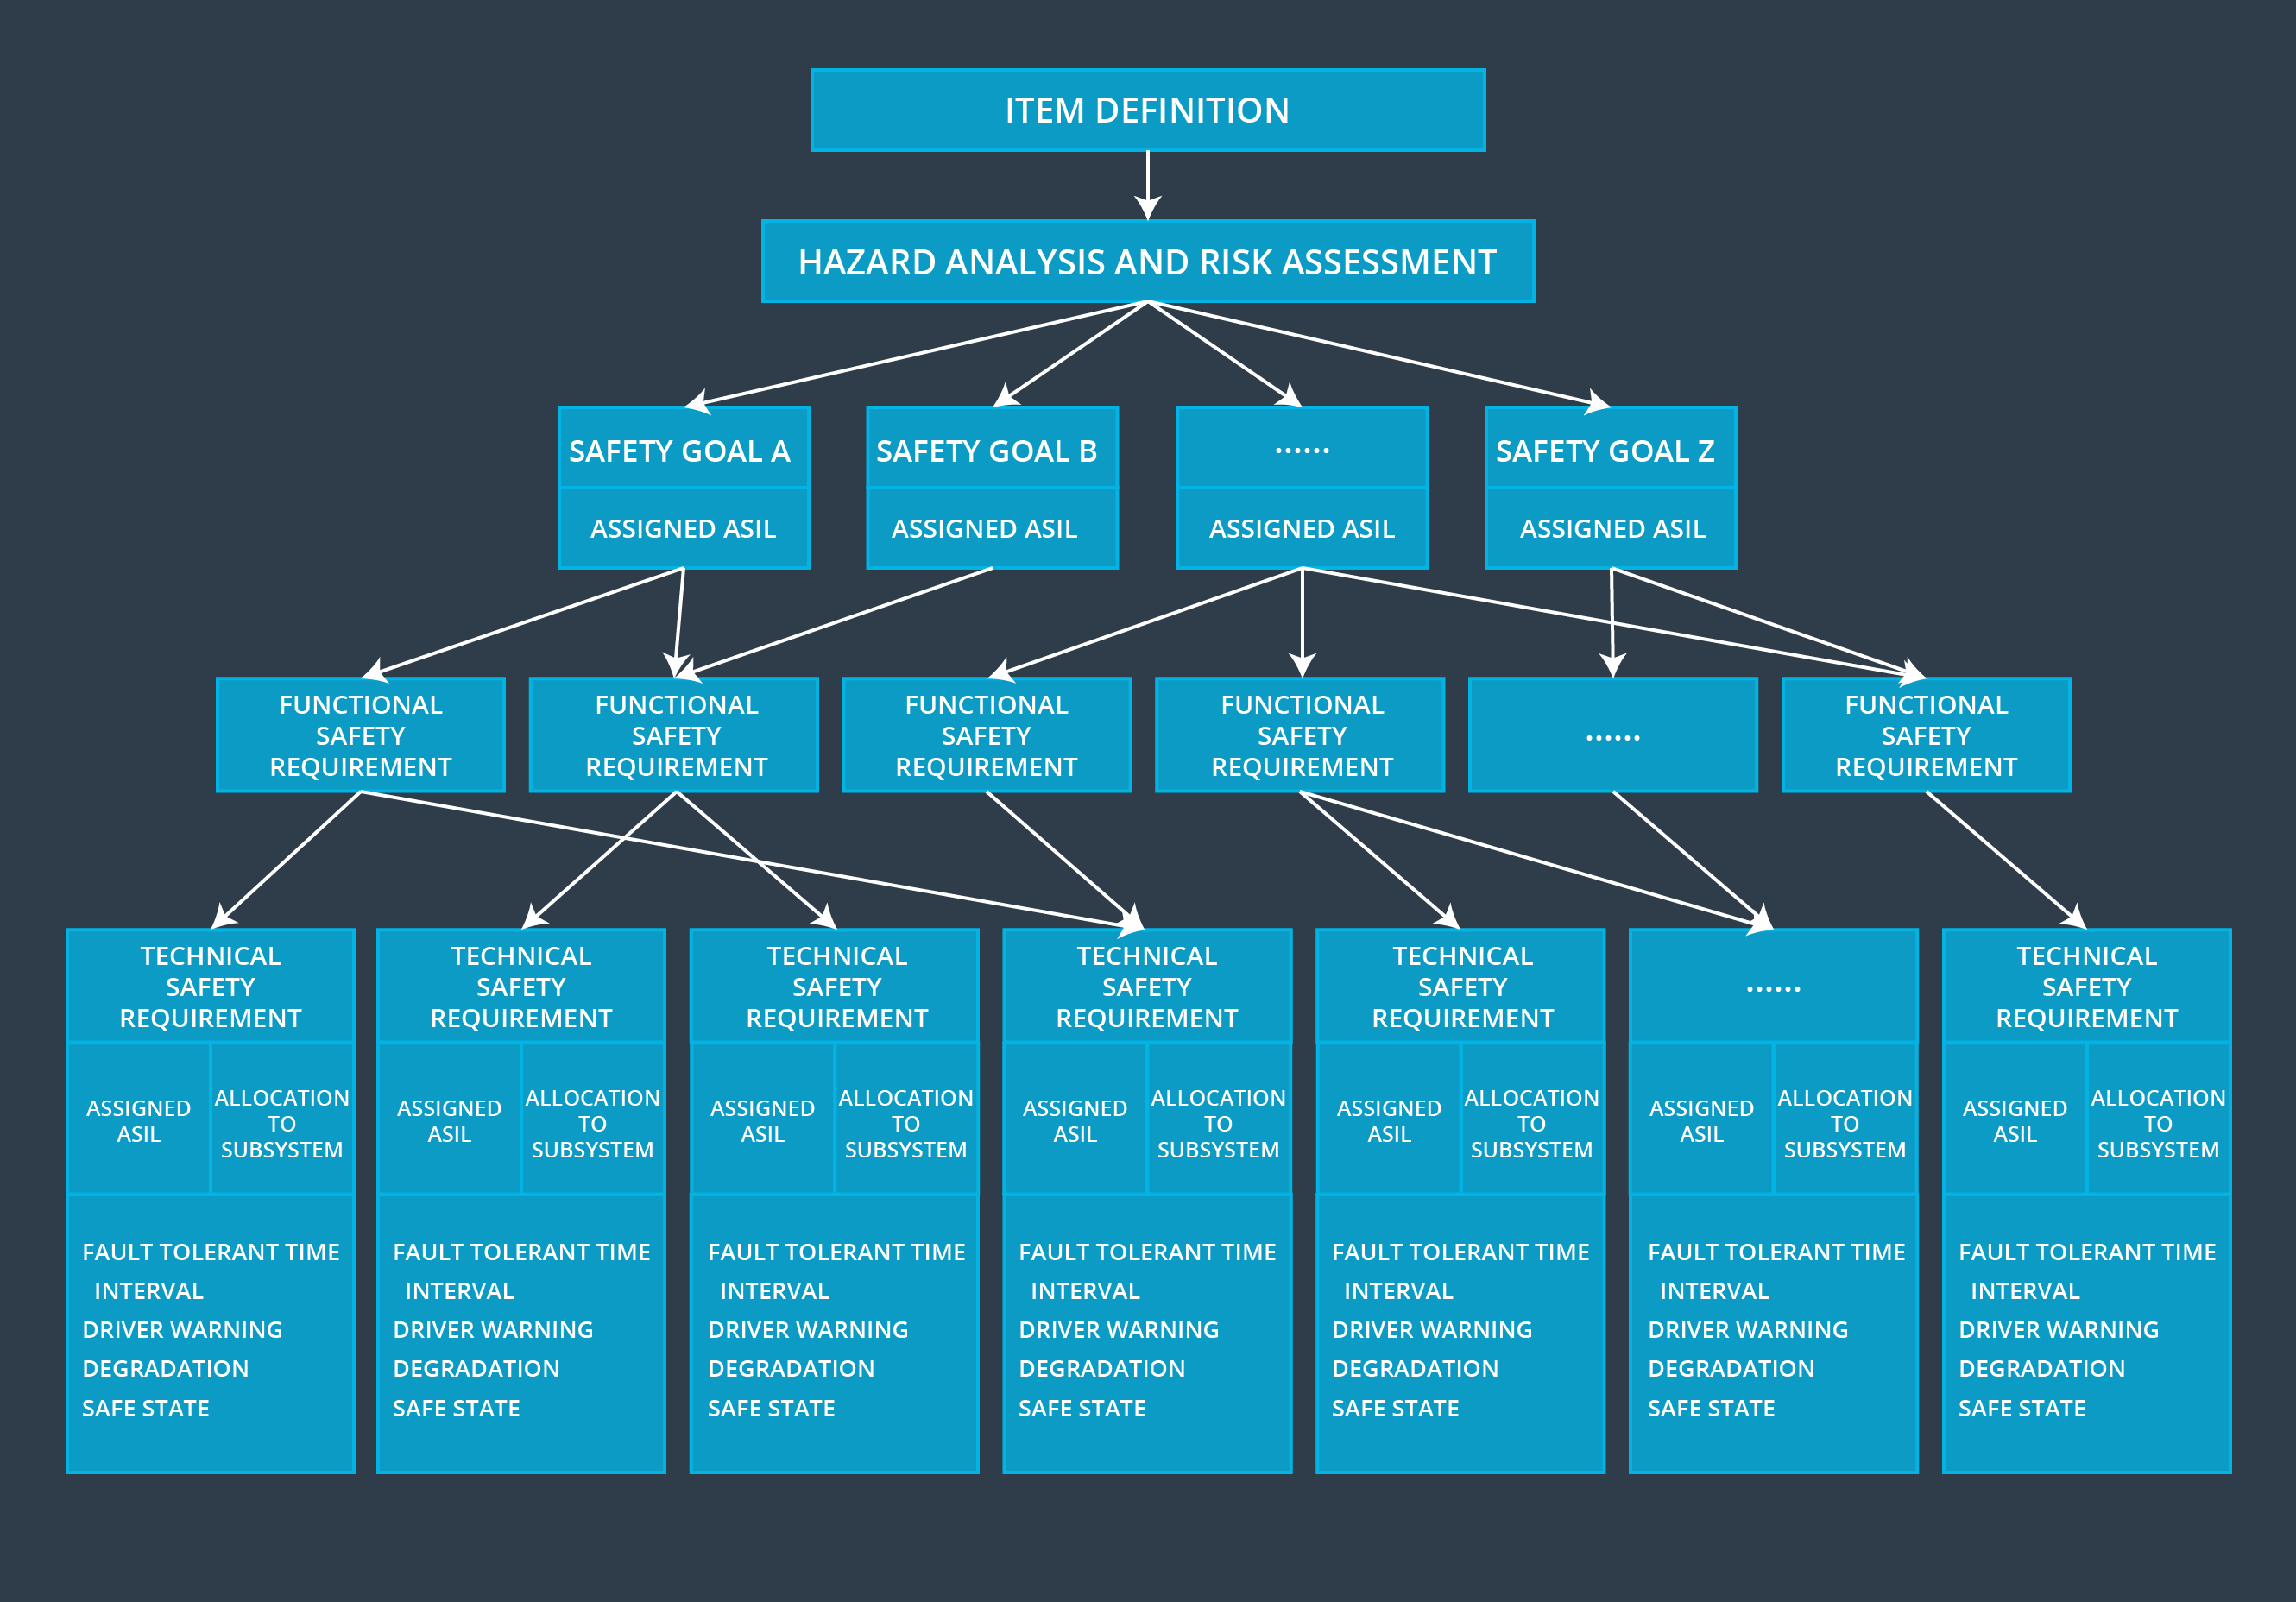 ITEM DEFINITION
HAZARD ANALYSIS AND RISK ASSESSMENT
SAFETY GOAL A
ASSIGNED ASIL
SAFETY GOAL B
ASSIGNED ASIL
......
ASSIGNED ASIL
SAFETY GOAL Z
ASSIGNED ASIL
FUNCTIONAL
SAFETY
REQUIREMENT
FUNCTIONAL
SAFETY
REQUIREMENT
FUNCTIONAL
SAFETY
REQUIREMENT
FUNCTIONAL
SAFETY
REQUIREMENT
......
FUNCTIONAL
SAFETY
REQUIREMENT
TECHNICAL
SAFETY
REQUIREMENT
ASSIGNED
ASIL
ALLOCATION
TO
SUBSYSTEM
FAULT TOLERANT TIME
INTERVAL
DRIVER WARNING
DEGRADATION
SAFE STATE
TECHNICAL
SAFETY
REQUIREMENT
ASSIGNED
ASIL
ALLOCATION
TO
SUBSYSTEM
FAULT TOLERANT TIME
INTERVAL
DRIVER WARNING
DEGRADATION
SAFE STATE
TECHNICAL
SAFETY
REQUIREMENT
ASSIGNED
ASIL
ALLOCATION
TO
SUBSYSTEM
FAULT TOLERANT TIME
INTERVAL
DRIVER WARNING
DEGRADATION
SAFE STATE
TECHNICAL
SAFETY
REQUIREMENT
ASSIGNED
ASIL
ALLOCATION
TO
SUBSYSTEM
FAULT TOLERANT TIME
INTERVAL
DRIVER WARNING
DEGRADATION
SAFE STATE
TECHNICAL
SAFETY
REQUIREMENT
ASSIGNED
ASIL
ALLOCATION
TO
SUBSYSTEM
FAULT TOLERANT TIME
INTERVAL
DRIVER WARNING
DEGRADATION
SAFE STATE
......
ASSIGNED
ASIL
ALLOCATION
TO
SUBSYSTEM
FAULT TOLERANT TIME
INTERVAL
DRIVER WARNING
DEGRADATION
SAFE STATE
TECHNICAL
SAFETY
REQUIREMENT
ASSIGNED
ASIL
ALLOCATION
TO
SUBSYSTEM
FAULT TOLERANT TIME
INTERVAL
DRIVER WARNING
DEGRADATION
SAFE STATE